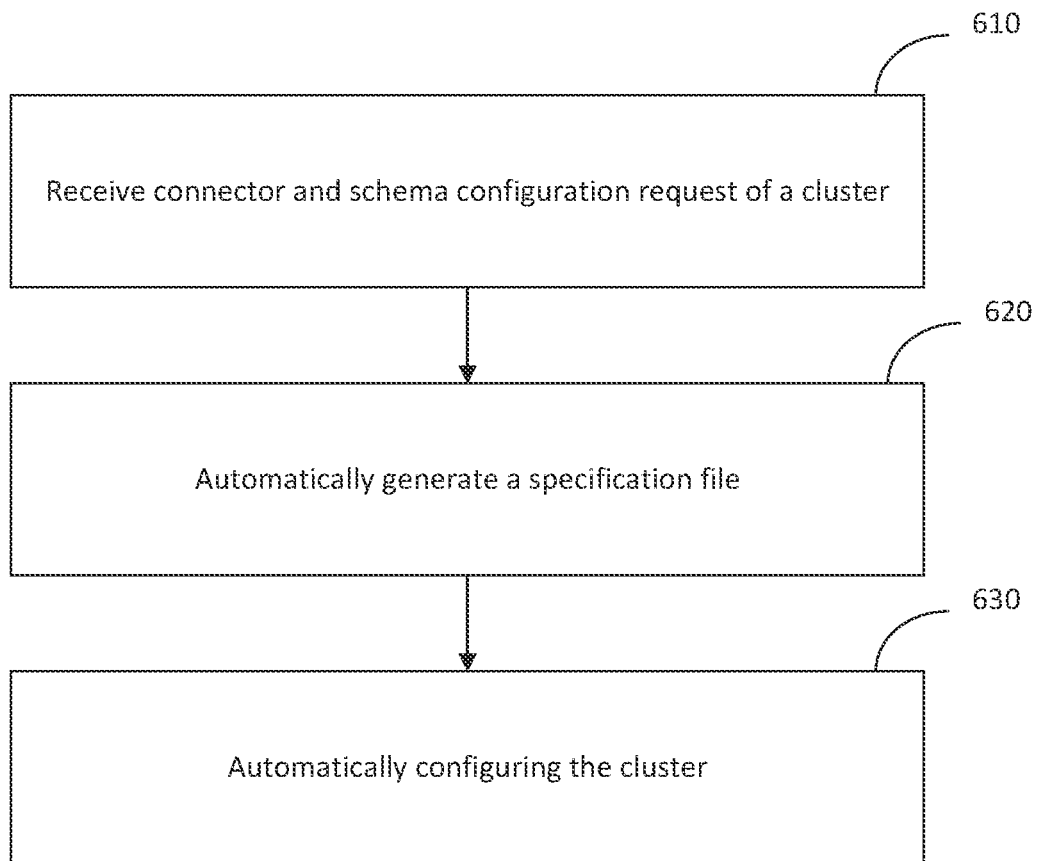 610
Receive connector and schema configuration request of a cluster
620
Automatically generate a specification file
630
Automatically configuring the cluster